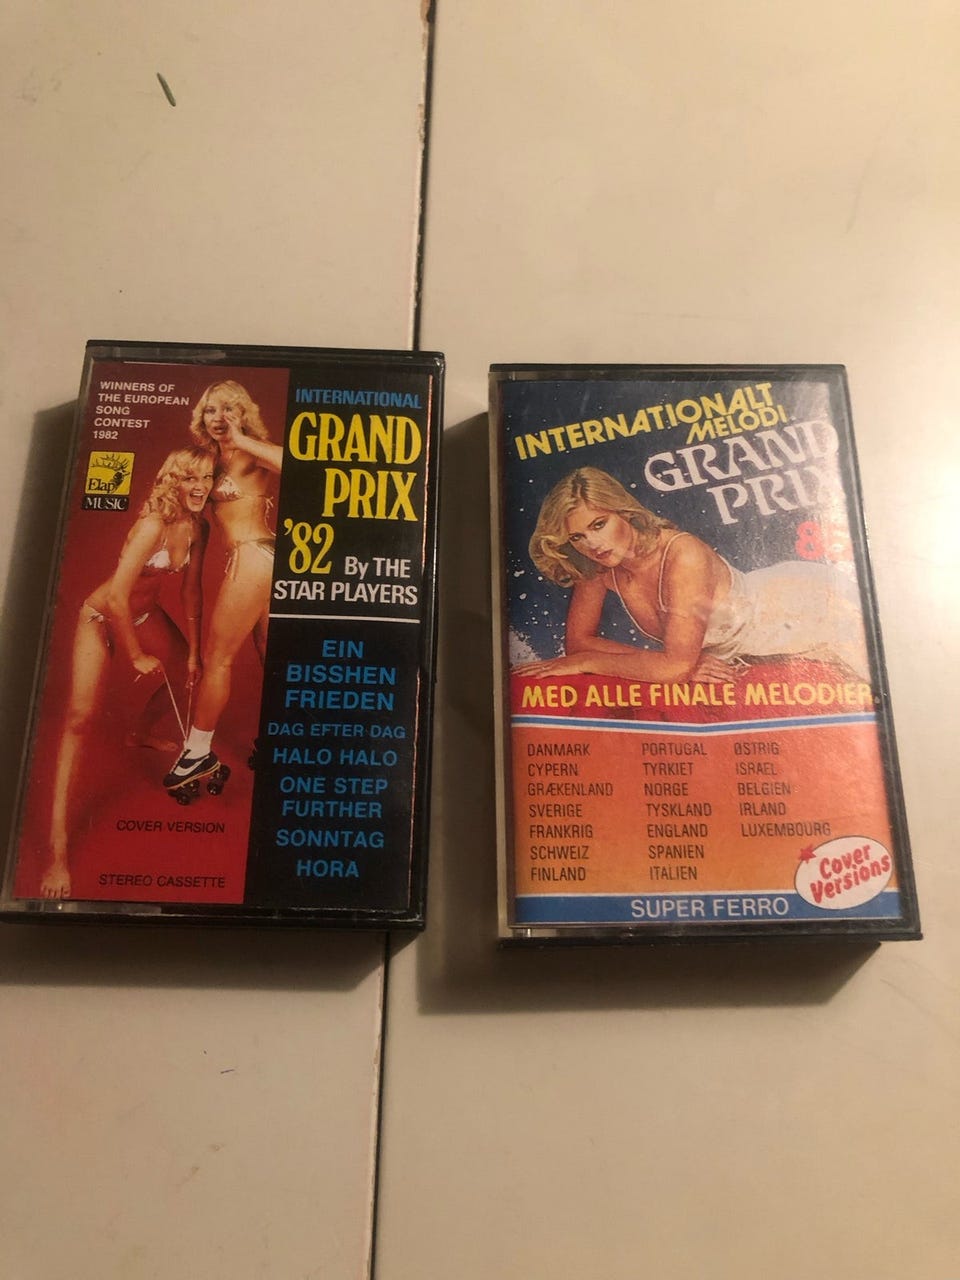 WINNERS OF
THE EUROPEAN
SONG
CONTEST
1982
Elap
MUSIC
INTERNATIONAL
GRAND
PRIX
'82 By THE
STAR PLAYERS
EIN
BISSHEN
FRIEDEN
DAG EFTER DAG
HALO HALO
ONE STEP
FURTHER
SONNTAG
HORA
COVER VERSION
STEREO CASSETTE
INTERNATIONALT
MELODI
GRAND
PRIX
MED ALLE FINALE MELODIER
DANMARK
CYPERN
GRÆKENLAND
SVERIGE
FRANKRIG
SCHWEIZ
FINLAND
PORTUGAL
TYRKIET
NORGE
TYSKLAND
ENGLAND
SPANIEN
ITALIEN
ØSTRIG
ISRAEL
BELGIEN
IRLAND
LUXEMBOURG
Cover
Versions
SUPER FERRO